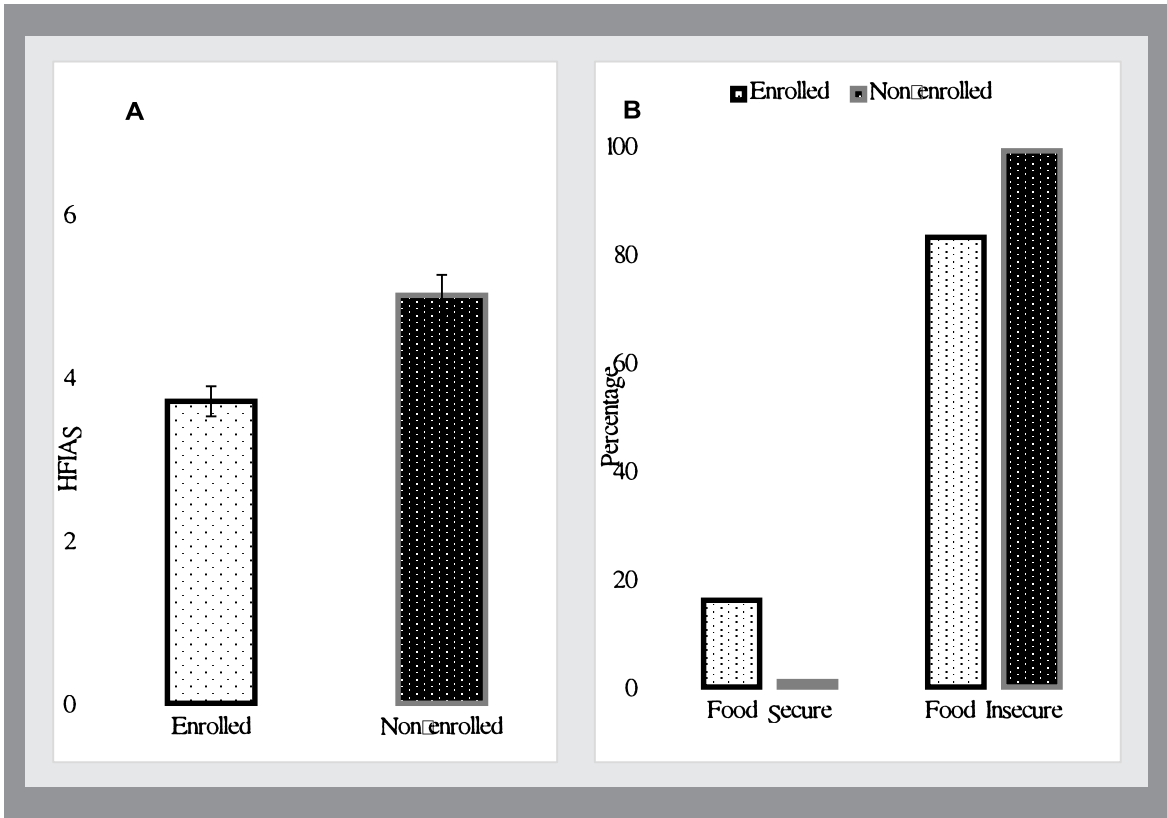 A
6
4
2
0
HFIAS
Enrolled
Non□enrolled
B
Enrolled
Non□enrolled
100
80
60
40
20
0
Percentage
Food Secure
Food Insecure